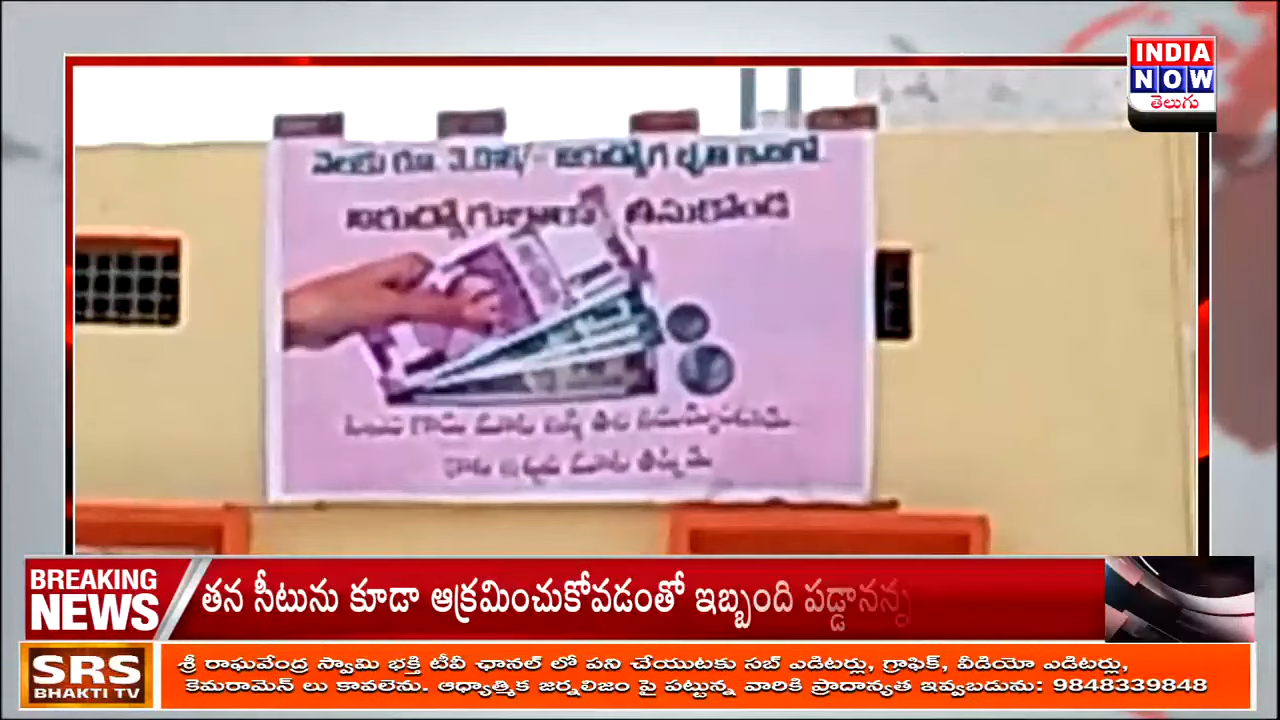 INDIA
NOW
తెలుగు
నెలకు రూ. నిరుద్యోగ భృతి
నిరుద్యోగుల్లారా తీసుకోండి
BREAKING
NEWS
తన సీటును కూడా ఆక్రమించుకోవడంతో ఇబ్బంది పడ్డానన్న
SRS
BHAKTI TV
శ్రీ రాఘవేంద్ర స్వామి భక్తి టీవీ ఛానల్ లో పని చేయుటకు సబ్ ఎడిటర్లు, గ్రాఫిక్, వీడియో ఎడిటర్లు,
కెమరామెన్ లు కావలెను. ఆధ్యాత్మిక జర్నలిజం పై పట్టున్న వారికి ప్రాదాన్యత ఇవ్వబడును: 9848339848